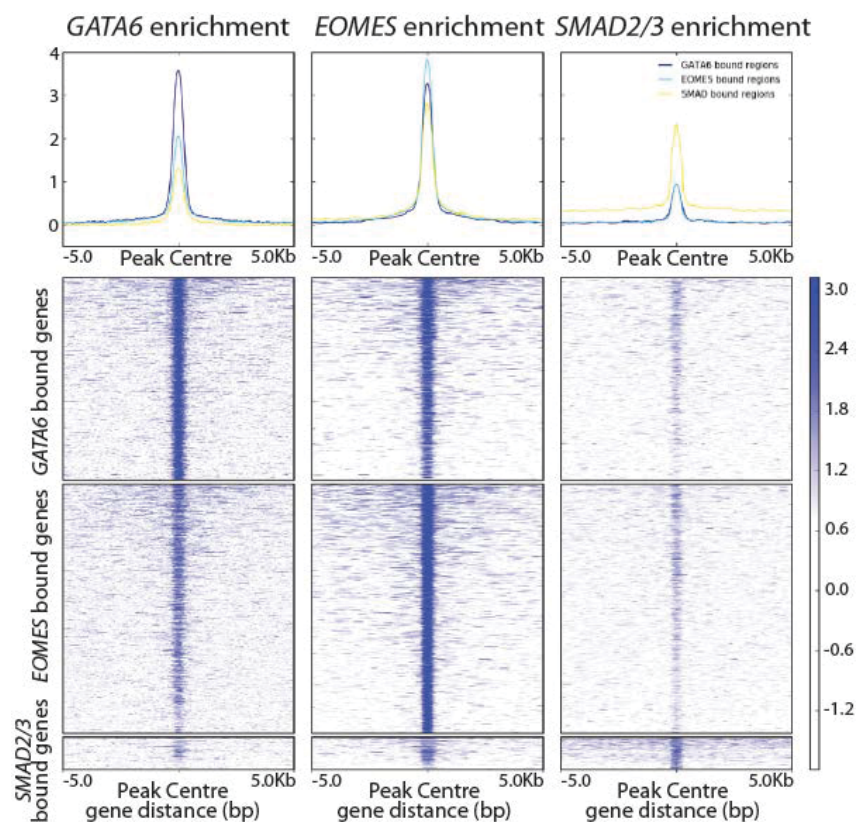 GATA6 enrichment EOMES enrichment SMAD2/3 enrichment
4
3
2
1
0
GATA6 bound regions
EOMES bound regions
SMAD bound regions
-5.0 Peak Centre 5.0Kb -5.0 Peak Centre 5.0Kb -5.0 Peak Centre 5.0Kb
GATA6 bound genes
EOMES bound genes
SMAD2/3
bound genes
3.0
2.4
1.8
1.2
0.6
0.0
-0.6
-1.2
-5.0 Peak Centre 5.0Kb -5.0 Peak Centre 5.0Kb -5.0 Peak Centre 5.0Kb
gene distance (bp) gene distance (bp) gene distance (bp)